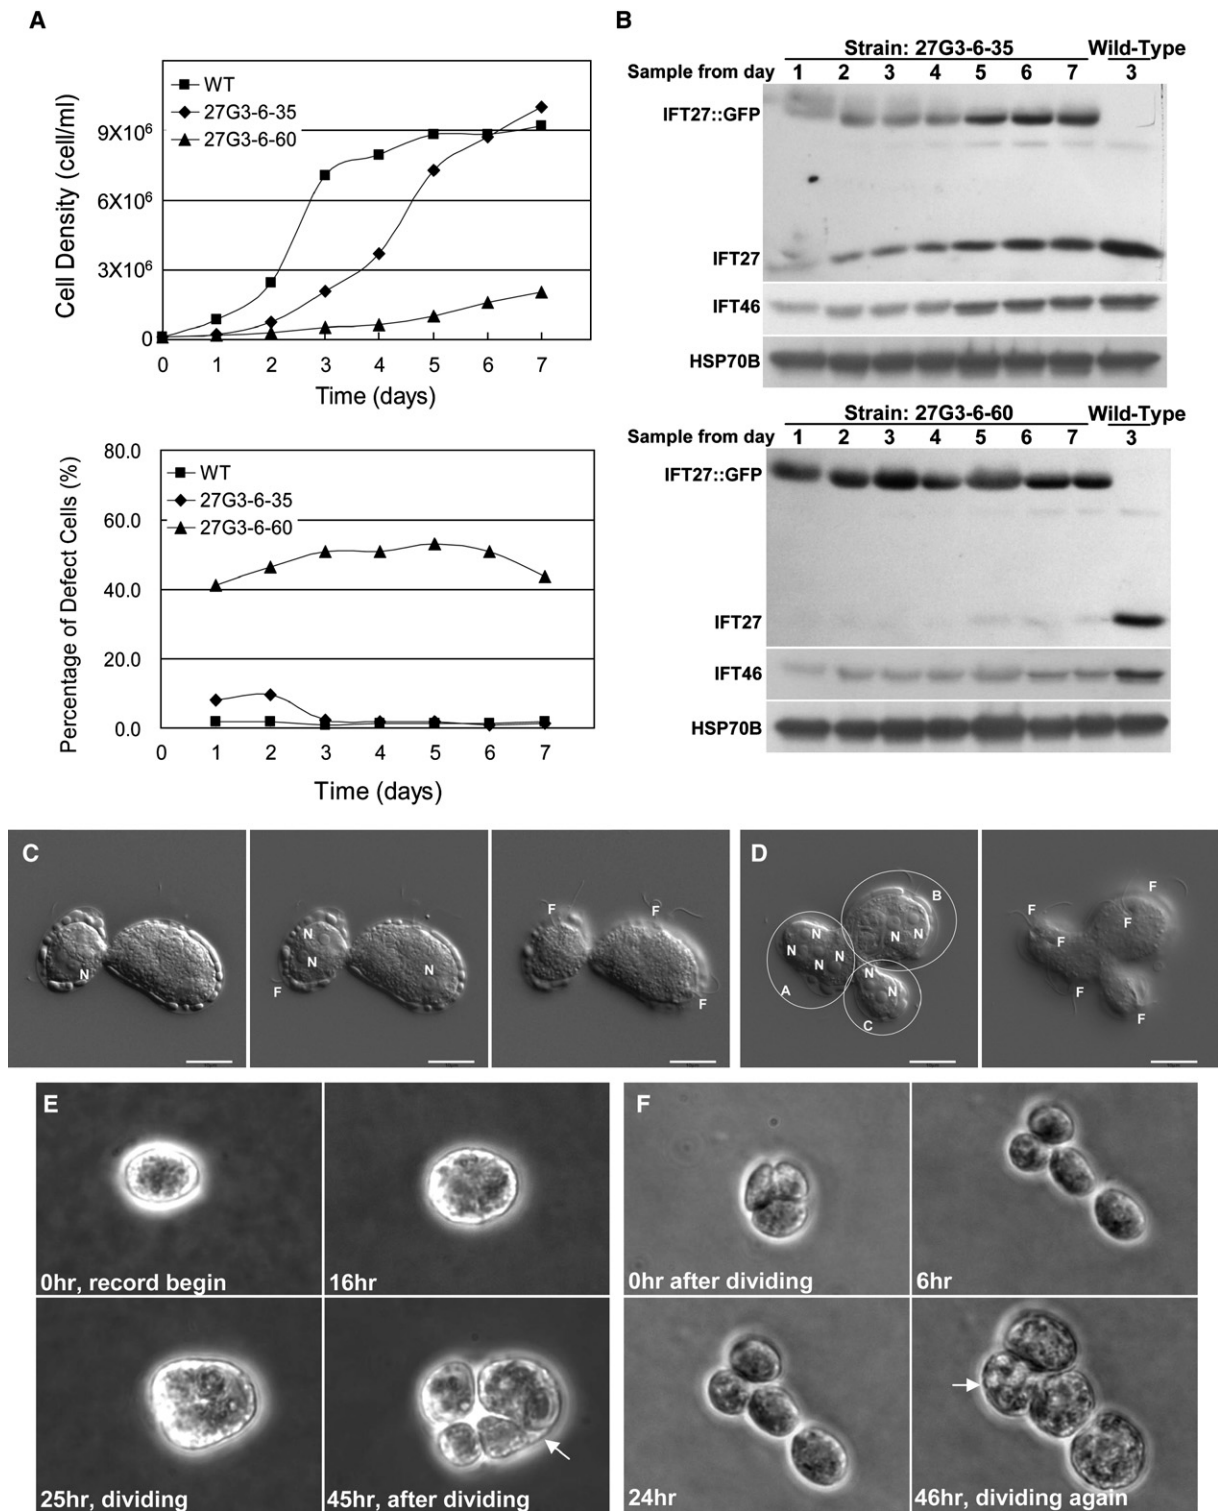 A
WT
27G3-6-35
27G3-6-60
9X10⁶
6X10⁶
3X10⁶
0
Cell Density (cell/ml)
0 1 2 3 4 5 6 7
Time (days)
80.0
WT
27G3-6-35
27G3-6-60
60.0
40.0
20.0
0.0
Percentage of Defect Cells (%)
0 1 2 3 4 5 6 7
Time (days)
B
Strain: 27G3-6-35 Wild-Type
Sample from day 1 2 3 4 5 6 7 3
IFT27::GFP
IFT27
IFT46
HSP70B
Strain: 27G3-6-60 Wild-Type
Sample from day 1 2 3 4 5 6 7 3
IFT27::GFP
IFT27
IFT46
HSP70B
C
N
N
N
N
F
F
F
F
D
B
N
N
N
N
N
N
N
N
A
C
F
F
F
F
F
E
0hr, record begin
16hr
25hr, dividing
45hr, after dividing
F
0hr after dividing
6hr
24hr
46hr, dividing again